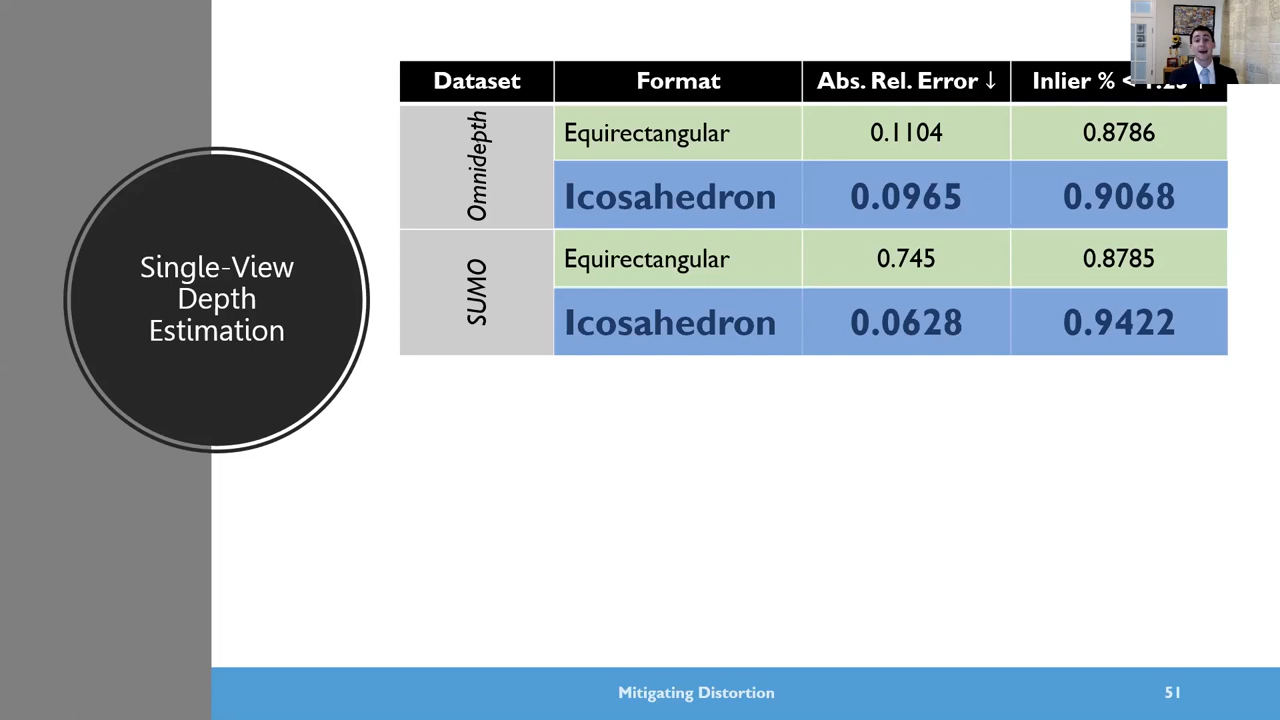 Dataset Format Abs. Rel. Error ↓ Inlier % <
Omnidepth
Equirectangular 0.1104 0.8786
Icosahedron 0.0965 0.9068
SUMO
Equirectangular 0.745 0.8785
Icosahedron 0.0628 0.9422
Single-View
Depth
Estimation
Mitigating Distortion
51